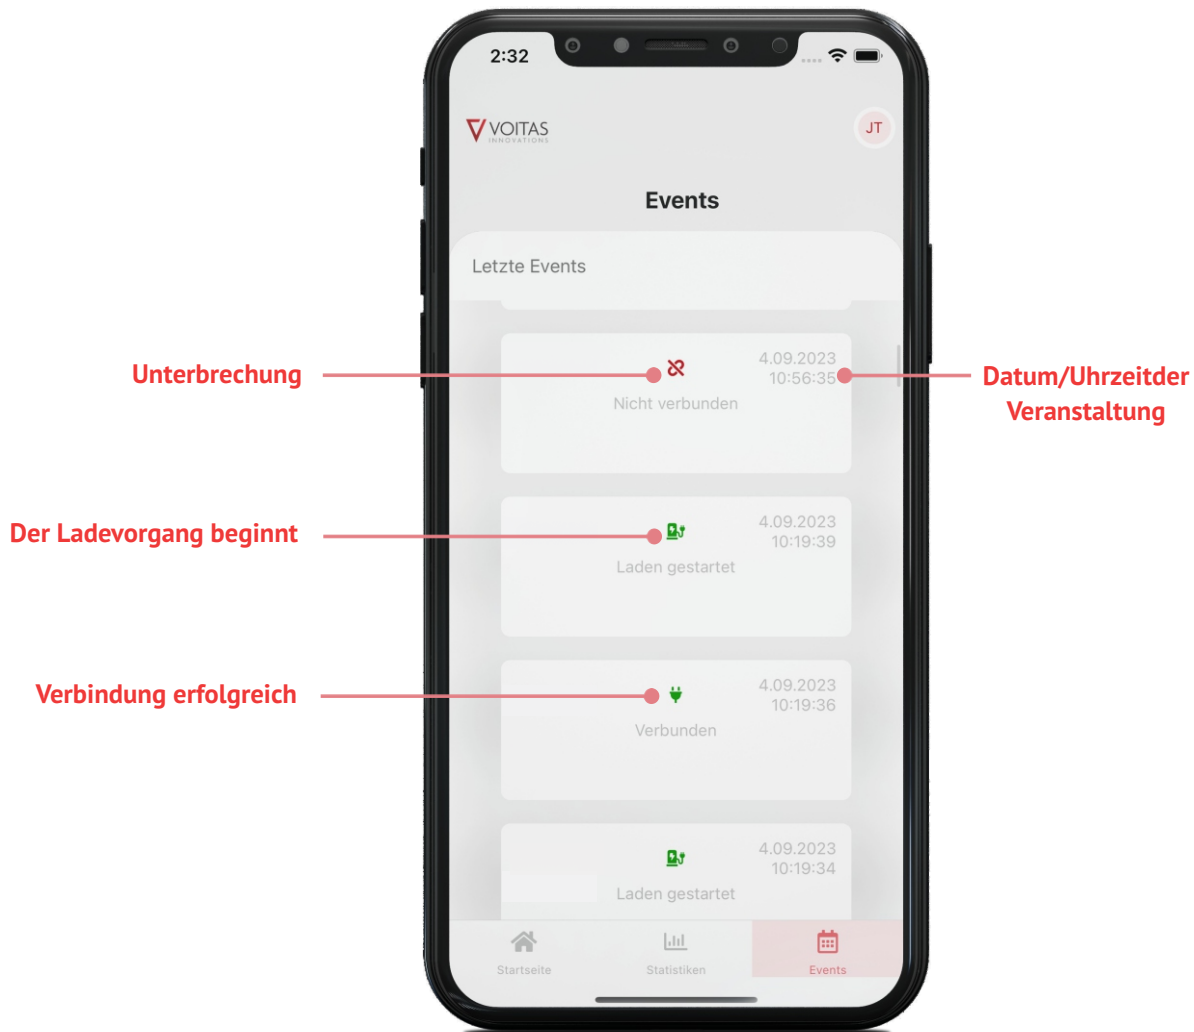 2:32
VOITAS
INNOVATIONS
JT
Events
Letzte Events
Unterbrechung
4.09.2023
10:56:35
Nicht verbunden
Datum/Uhrzeitder
Veranstaltung
Der Ladevorgang beginnt
4.09.2023
10:19:39
Laden gestartet
Verbindung erfolgreich
4.09.2023
10:19:36
Verbunden
4.09.2023
10:19:34
Laden gestartet
Startseite
Statistiken
Events